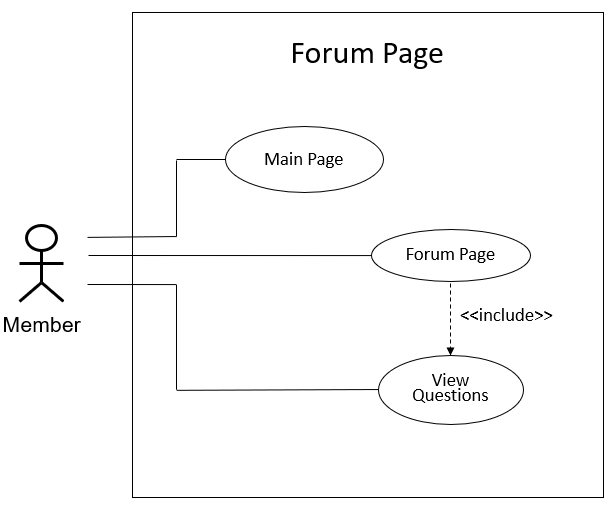 Forum Page
Main Page
Forum Page
<<include>>
Member
View
Questions